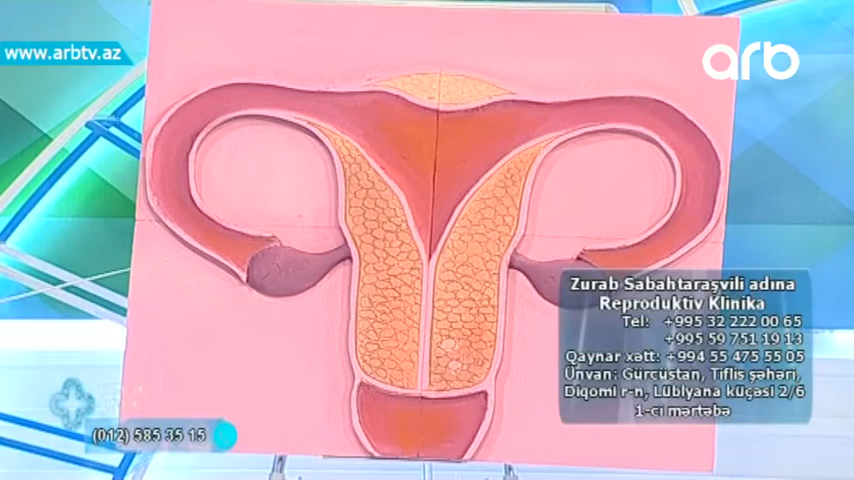 www.arbtv.az
arb
Zurab Sabahtaraşvili adına
Reproduktiv Klinika
Tel: +995 32 222 00 65
+995 59 751 19 13
Qaynar xətt: +994 55 475 55 05
Ünvan: Gürcüstan, Tiflis şəhəri,
Diqomi r-n, Lüblyana küçəsi 2/6
1-ci mərtəbə
(012) 585 35 15